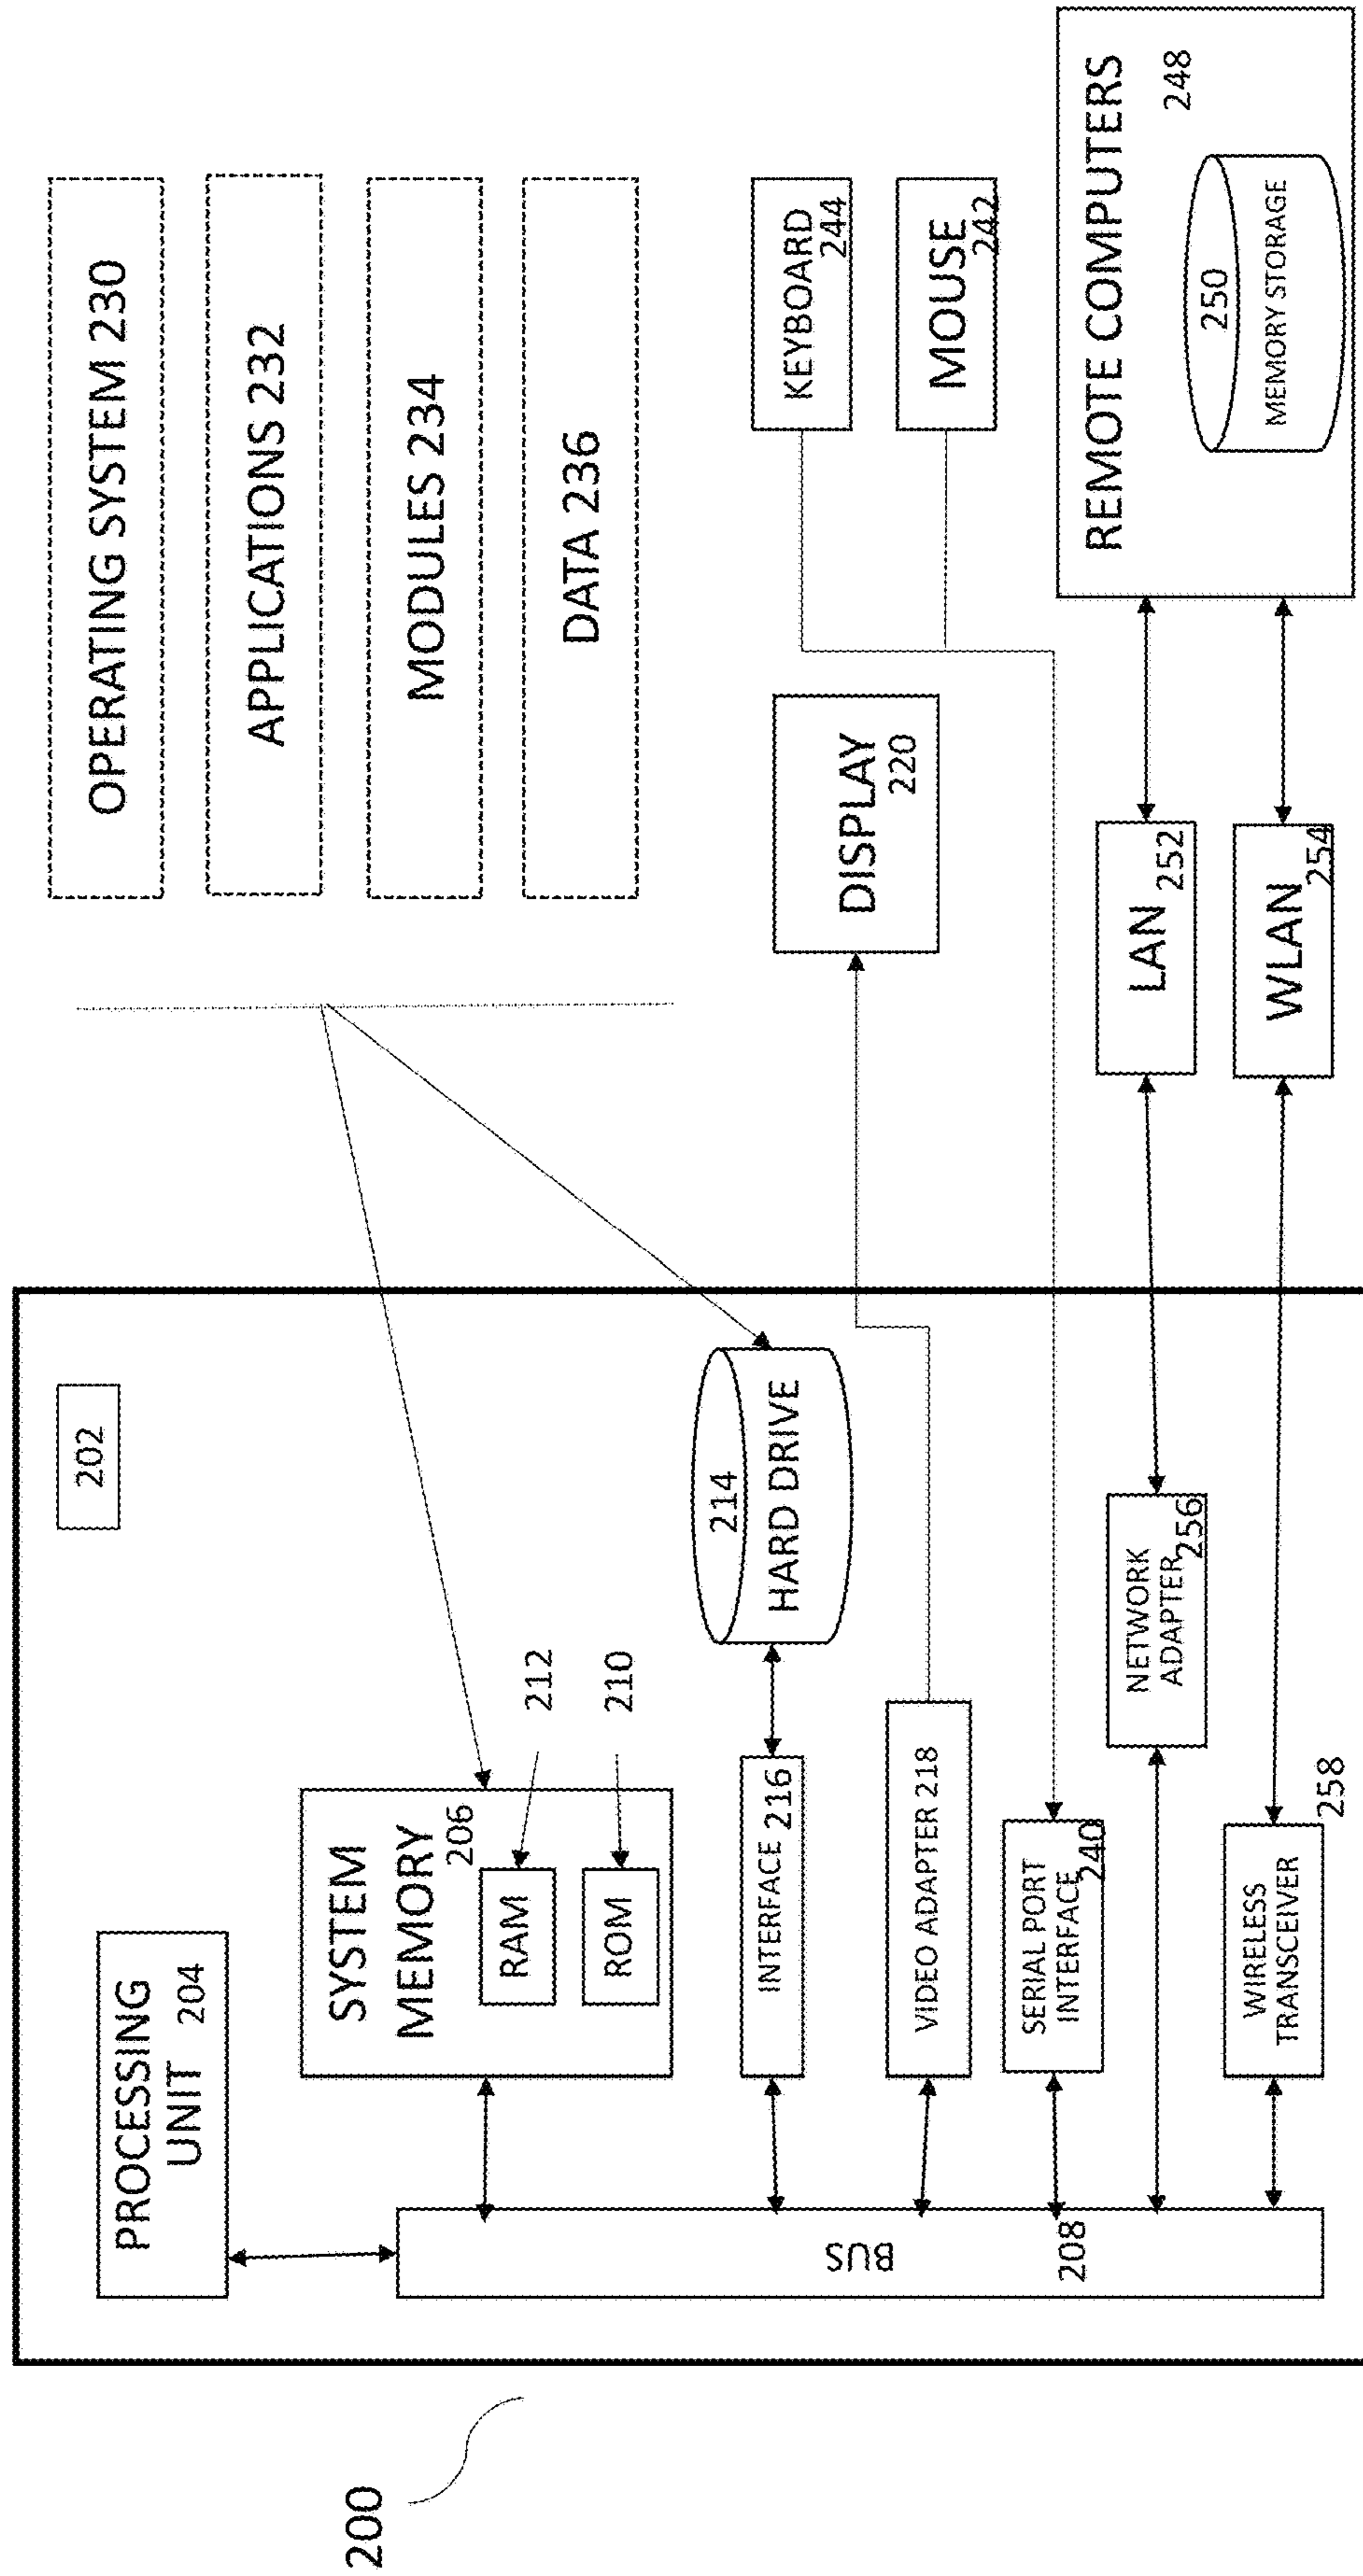 200
202
PROCESSING
UNIT 204
SYSTEM
MEMORY
206
RAM
212
ROM
210
BUS
208
INTERFACE 216
214
HARD DRIVE
VIDEO ADAPTER 218
SERIAL PORT
INTERFACE
240
NETWORK
ADAPTER
256
WIRELESS
TRANSCEIVER
258
OPERATING SYSTEM 230
APPLICATIONS 232
MODULES 234
DATA 236
DISPLAY
220
KEYBOARD
244
MOUSE
242
LAN
252
WLAN
254
REMOTE COMPUTERS
248
250
MEMORY STORAGE